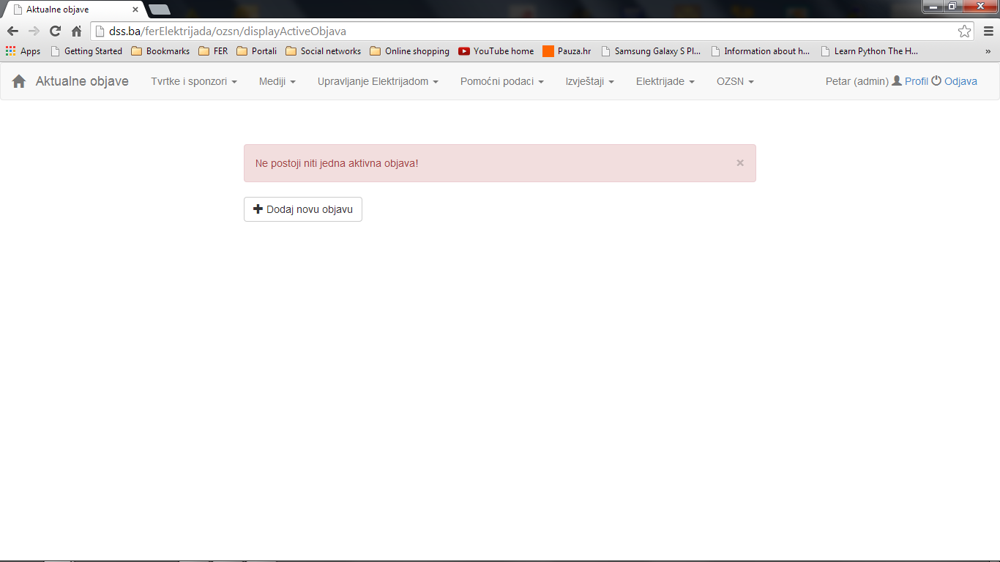 Aktualne objave
dss.ba/ferElektrijada/ozsn/displayActiveObjava
Apps Getting Started Bookmarks FER Portali Social networks Online shopping YouTube home Pauza.hr Samsung Galaxy S Pl... Information about h... Learn Python The H... »
Aktualne objave Tvrtke i sponzori Mediji Upravljanje Elektrijadom Pomoćni podaci Izvještaji Elektrijade OZSN Petar (admin) Profil Odjava
Ne postoji niti jedna aktivna objava! ×
Dodaj novu objavu